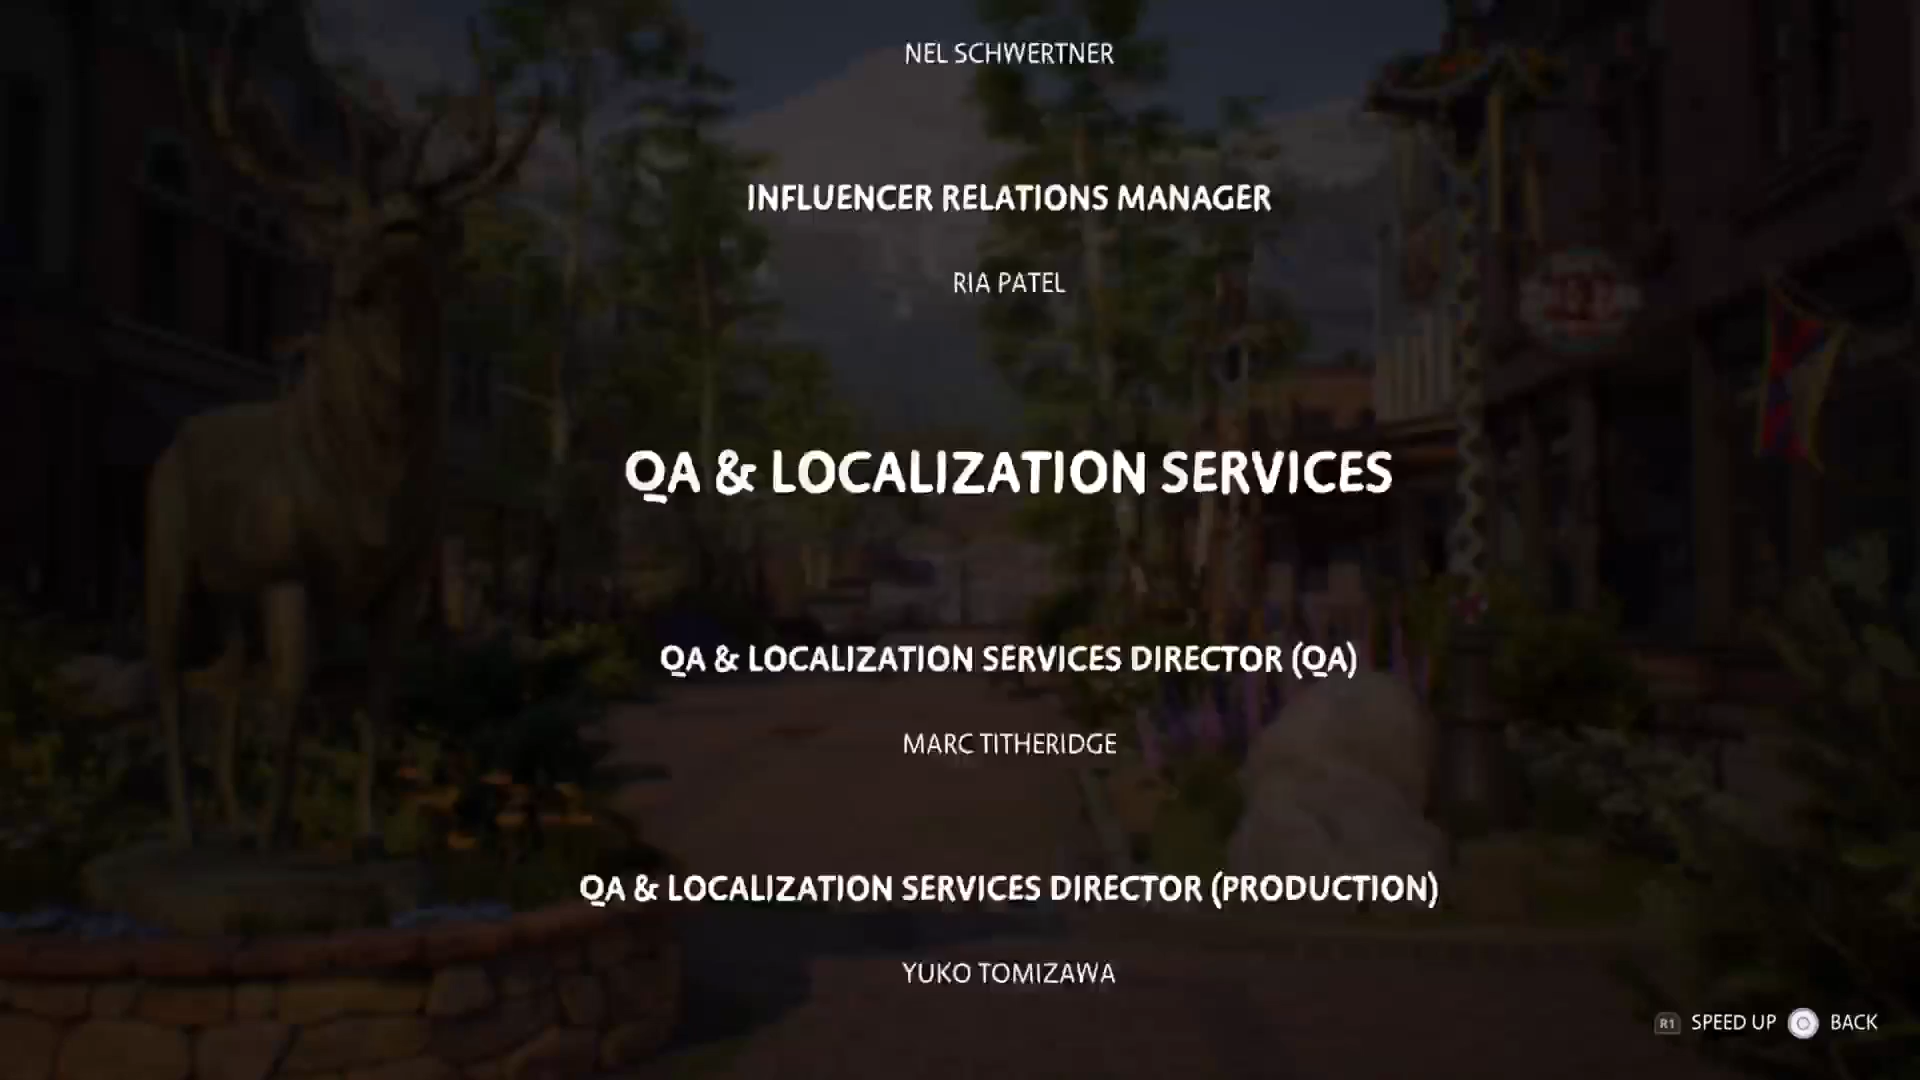 NEL SCHWERTNER
INFLUENCER RELATIONS MANAGER
RIA PATEL
QA & LOCALIZATION SERVICES
QA & LOCALIZATION SERVICES DIRECTOR (QA)
MARC TITHERIDGE
QA & LOCALIZATION SERVICES DIRECTOR (PRODUCTION)
YUKO TOMIZAWA
R1 SPEED UP BACK